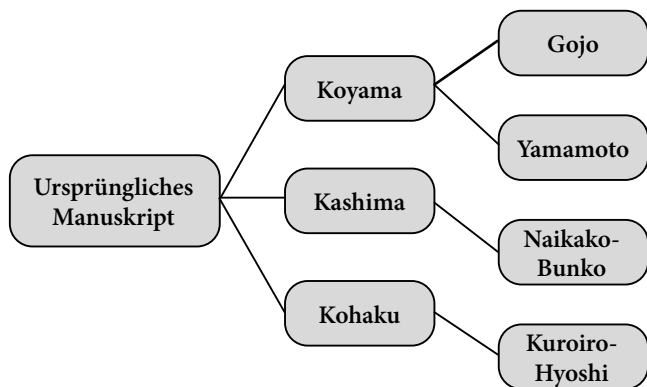 Ursprüngliches
Manuskript
Koyama
Kashima
Kohaku
Gojo
Yamamoto
Naikako-
Bunko
Kuroiro-
Hyoshi